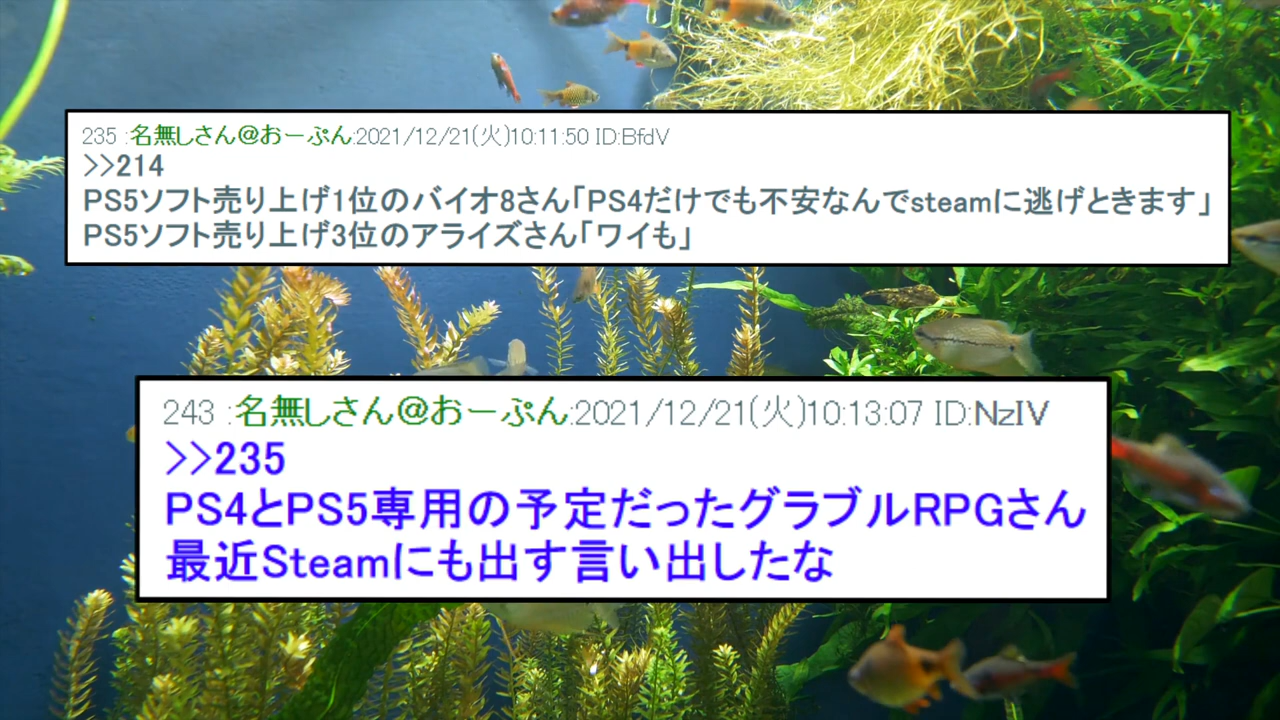 235 :名無しさん@おーぷん:2021/12/21(火)10:11:50 ID:BfdV
>>214
PS5ソフト売り上げ1位のバイオ8さん「PS4だけでも不安なんでsteamに逃げときます」
PS5ソフト売り上げ3位のアライズさん「ワイも」
243 :名無しさん@おーぷん:2021/12/21(火)10:13:07 ID:NzIV
>>235
PS4とPS5専用の予定だったグラブルRPGさん
最近Steamにも出す言い出したな